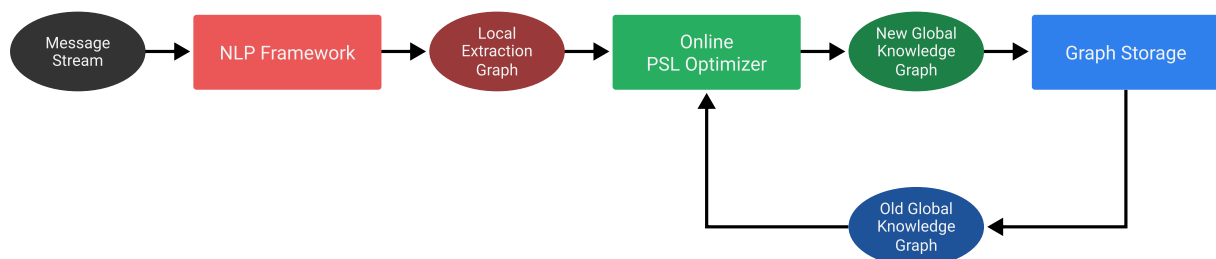 Message
Stream
NLP Framework
Local
Extraction
Graph
Online
PSL Optimizer
New Global
Knowledge
Graph
Graph Storage
Old Global
Knowledge
Graph